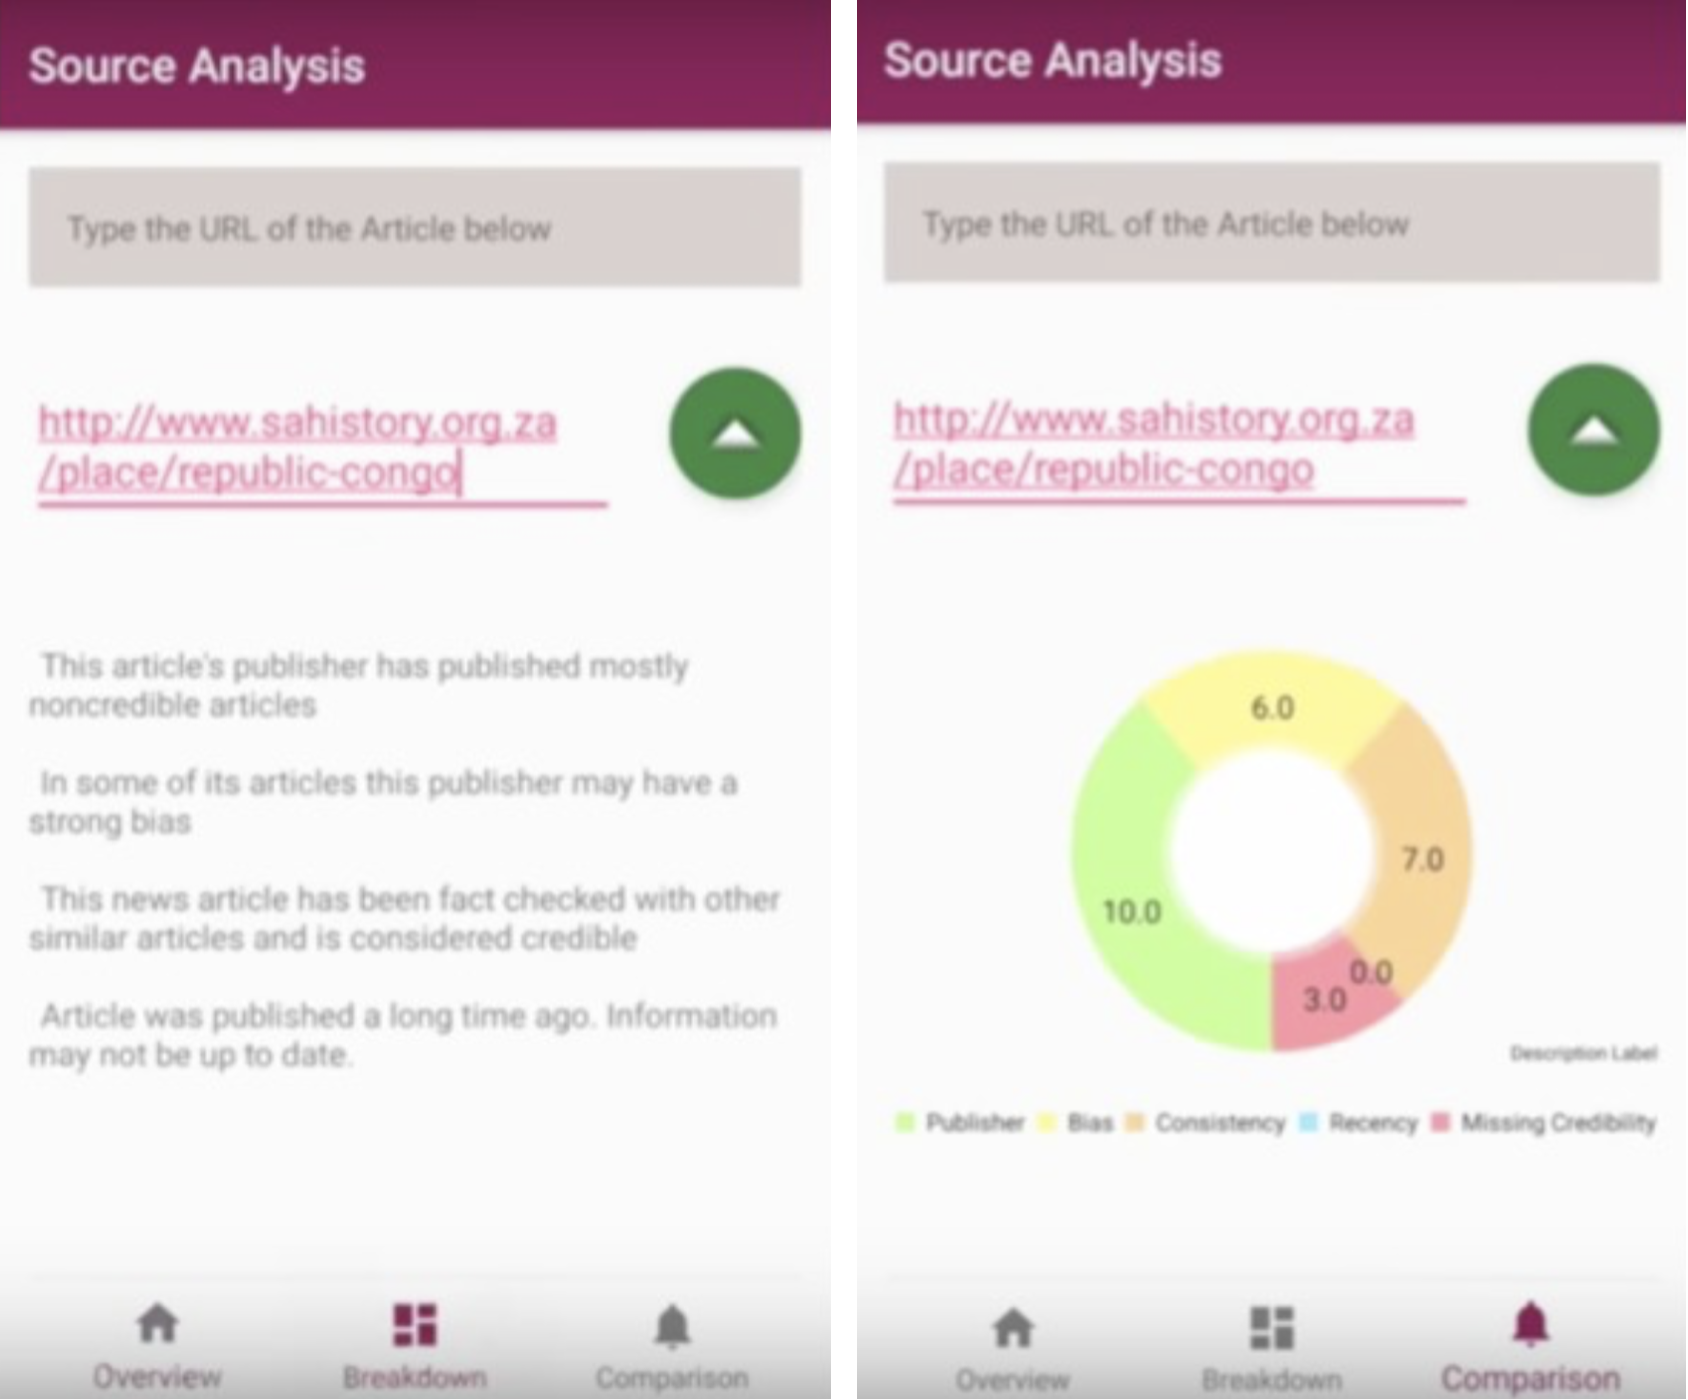 Source Analysis
Type the URL of the Article below
http://www.sahistory.org.za
/place/republic-congo
This article's publisher has published mostly
noncredible articles
In some of its articles this publisher may have a
strong bias
This news article has been fact checked with other
similar articles and is considered credible
Article was published a long time ago. Information
may not be up to date.
Overview
Breakdown
Comparison
Source Analysis
Type the URL of the Article below
http://www.sahistory.org.za
/place/republic-congo
6.0
7.0
10.0
0.0
3.0
Description Label
Publisher Bias Consistency Recency Missing Credibility
Overview
Breakdown
Comparison